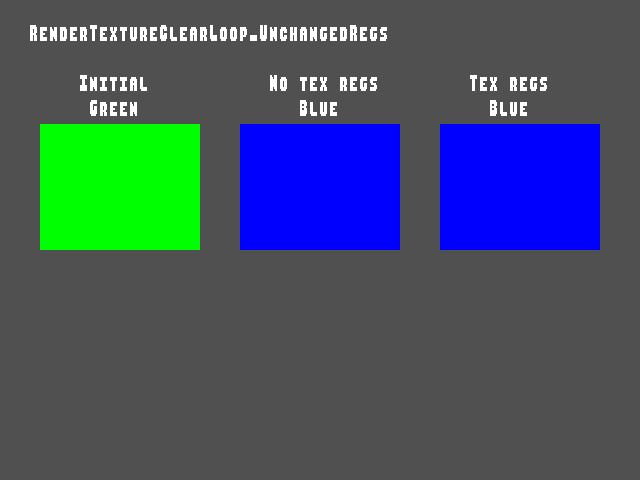 RenderTextureClearLoop_UnchangedRegs
Initial
Green
No tex regs
Blue
Tex regs
Blue